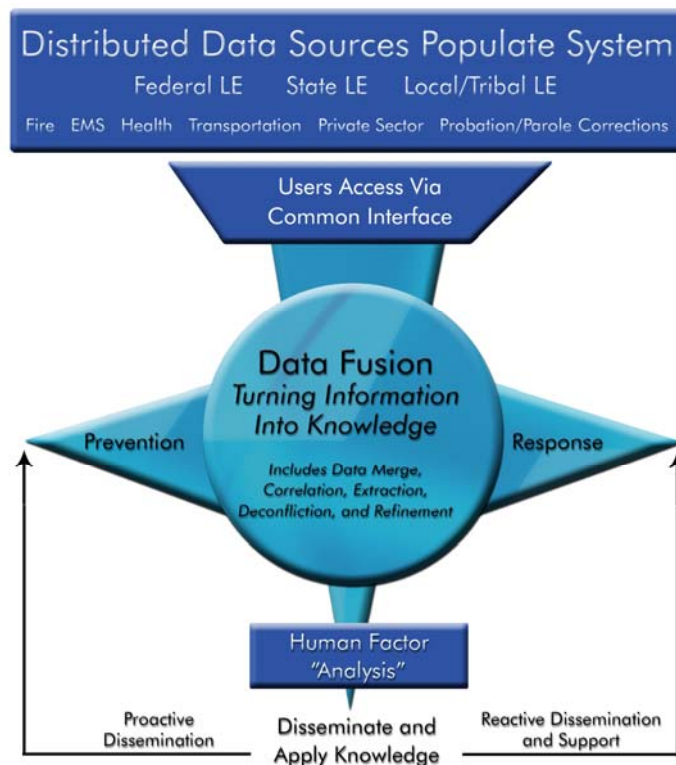 Distributed Data Sources Populate System
Federal LE State LE Local/Tribal LE
Fire EMS Health Transportation Private Sector Probation/Parole Corrections
Users Access Via
Common Interface
Data Fusion
Turning Information
Into Knowledge
Includes Data Merge,
Correlation, Extraction,
Deconfliction, and Refinement
Prevention
Response
Human Factor
"Analysis"
Proactive
Dissemination
Disseminate and
Apply Knowledge
Reactive Dissemination
and Support